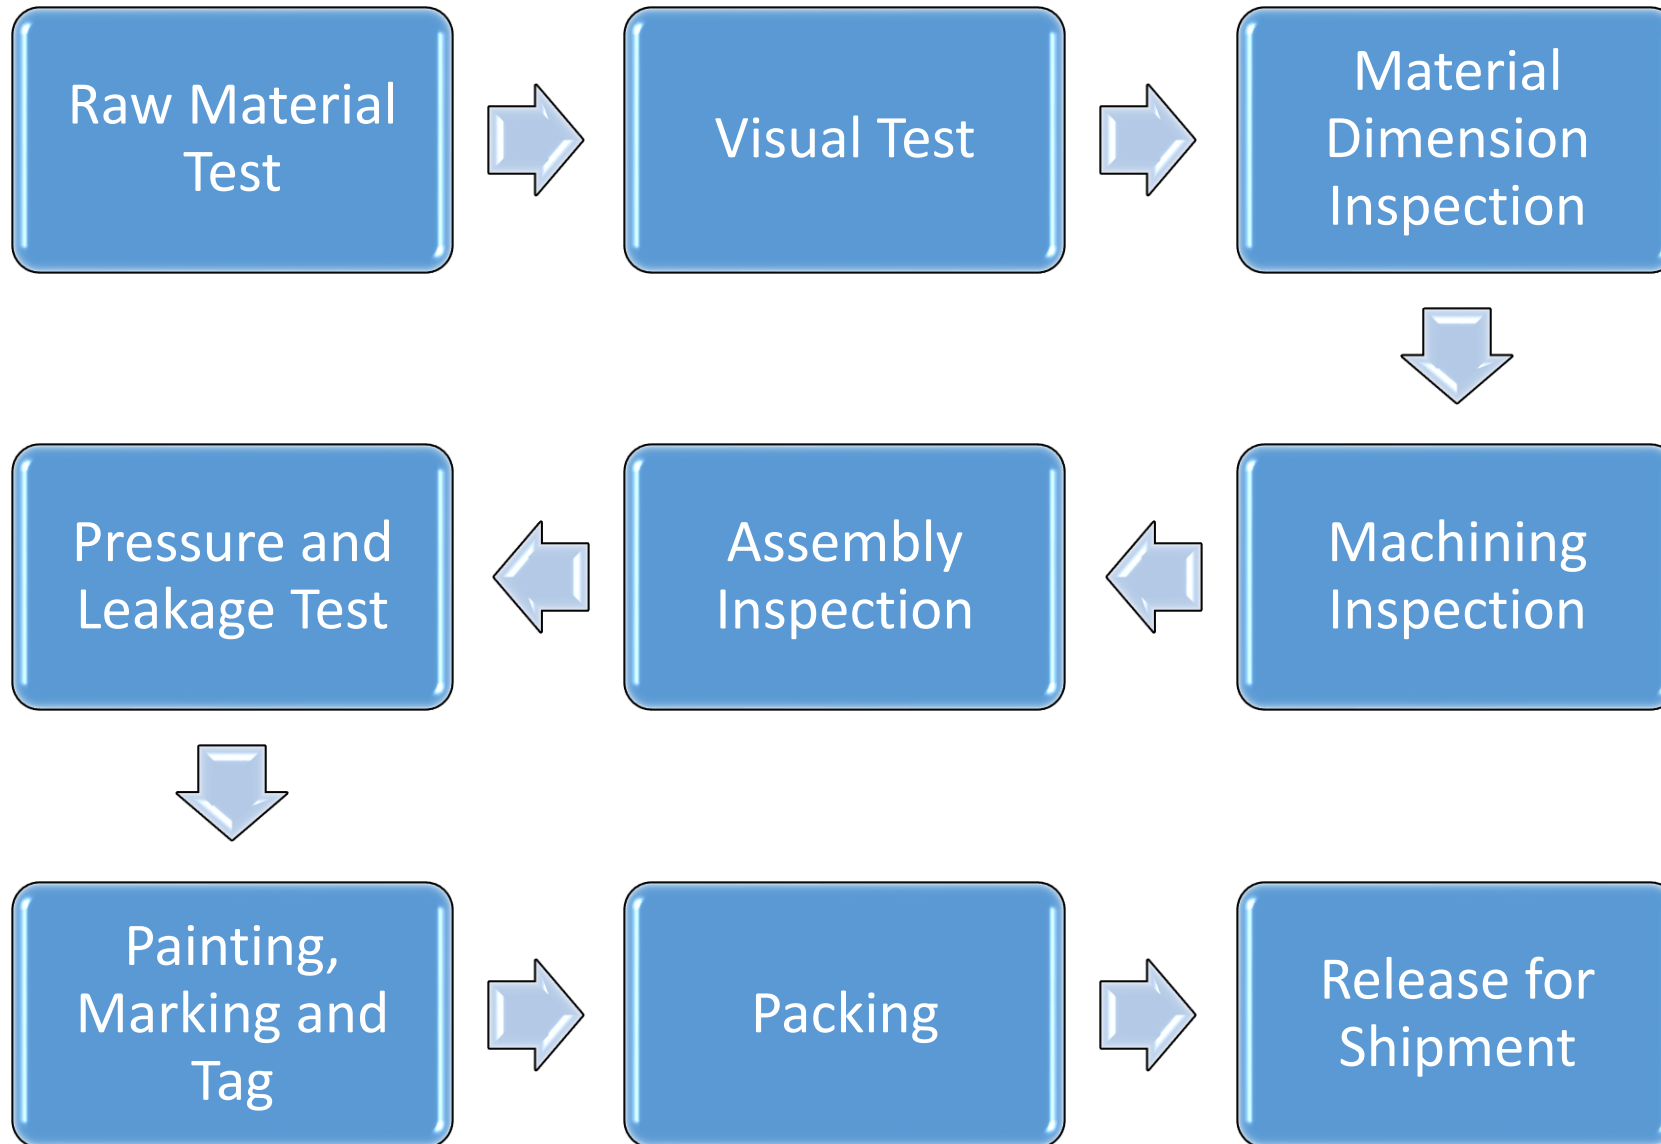 Raw Material
Test
Visual Test
Material
Dimension
Inspection
Machining
Inspection
Assembly
Inspection
Pressure and
Leakage Test
Painting,
Marking and
Tag
Packing
Release for
Shipment